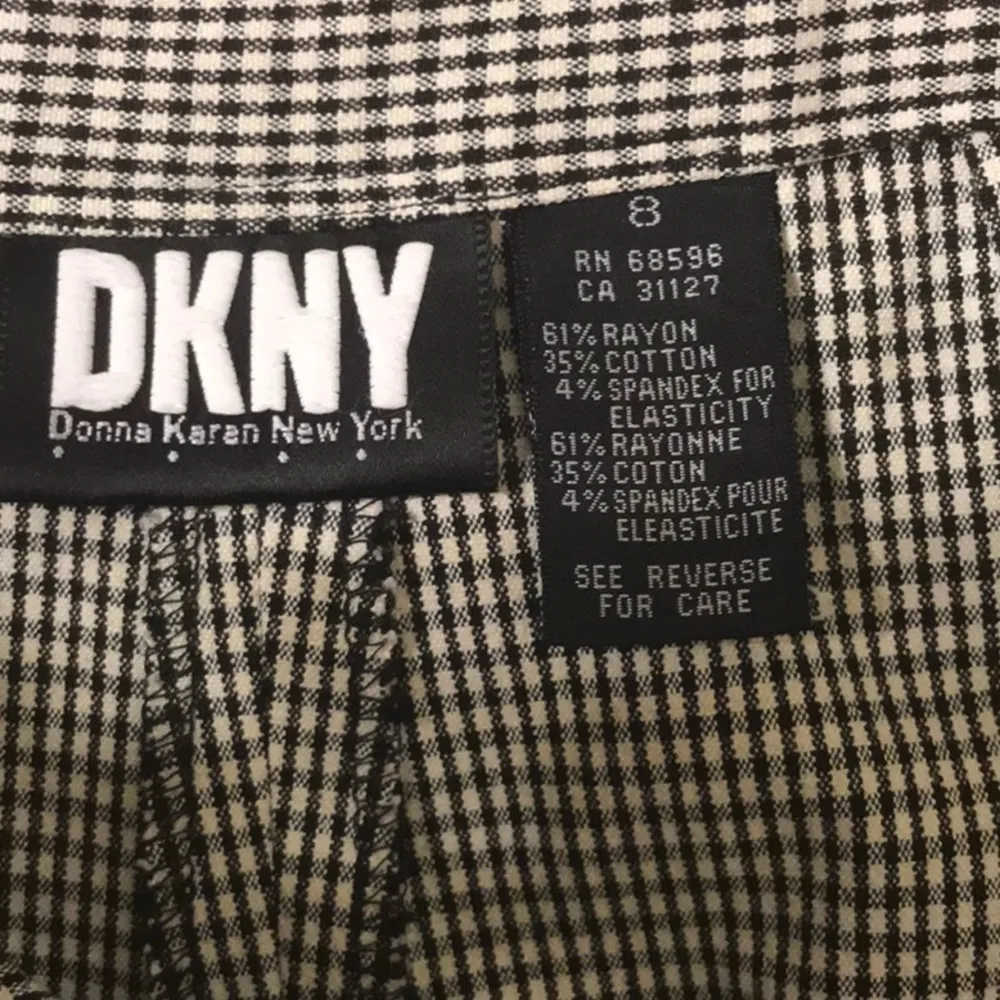 DKNY
Donna Karan New York
8
RN 68596
CA 31127
61% RAYON
35% COTTON
4% SPANDEX FOR
ELASTICITY
61% RAYONNE
35% COTON
4% SPANDEX POUR
ELEASTICITE
SEE REVERSE
FOR CARE